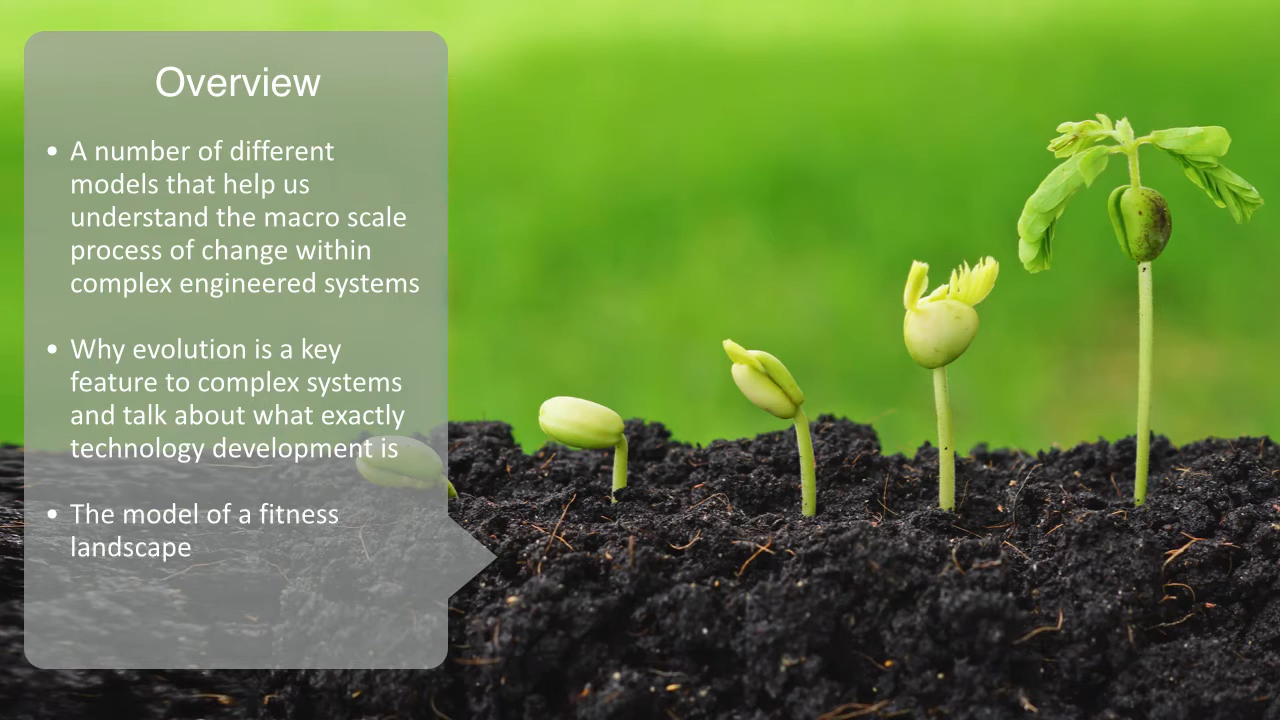 Overview
• A number of different
models that help us
understand the macro scale
process of change within
complex engineered systems
• Why evolution is a key
feature to complex systems
and talk about what exactly
technology development is
• The model of a fitness
landscape